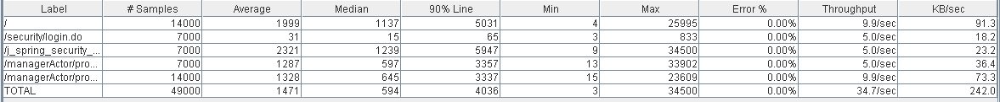 Label # Samples Average Median 90% Line Min Max Error % Throughput KB/sec
/ 14000 1999 1137 5031 4 25995 0.00% 9.9/sec 91.3
/security/login.do 7000 31 15 65 3 833 0.00% 5.0/sec 18.2
/j_spring_security_... 7000 2321 1239 5947 9 34500 0.00% 5.0/sec 23.2
/managerActor/pro... 7000 1287 597 3357 13 33902 0.00% 5.0/sec 36.4
/managerActor/pro... 14000 1328 645 3337 15 23609 0.00% 9.9/sec 73.3
TOTAL 49000 1471 594 4036 3 34500 0.00% 34.7/sec 242.0